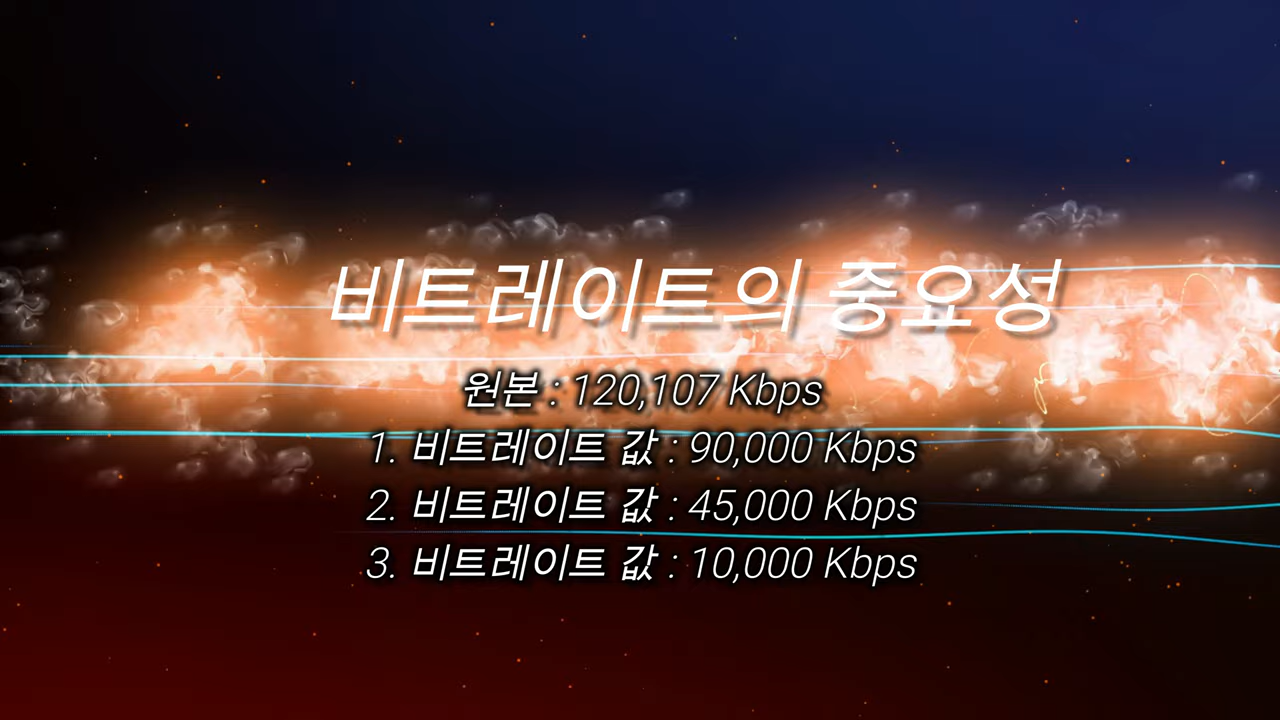 비트레이트의 중요성
원본 : 120,107 Kbps
1. 비트레이트 값 : 90,000 Kbps
2. 비트레이트 값 : 45,000 Kbps
3. 비트레이트 값 : 10,000 Kbps